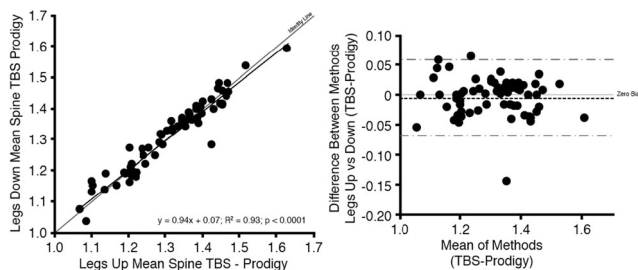 Legs Down Mean Spine TBS Prodigy
1.7
1.6
1.5
1.4
1.3
1.2
1.1
1.0
Identity Line
y = 0.94x + 0.07; R² = 0.93; p < 0.0001
1.0 1.1 1.2 1.3 1.4 1.5 1.6 1.7
Legs Up Mean Spine TBS - Prodigy
Difference Between Methods
Legs Up vs Down (TBS-Prodigy)
0.10
0.05
0
-0.05
-0.10
-0.15
-0.20
Zero Bia
1.0 1.2 1.4 1.6
Mean of Methods
(TBS-Prodigy)